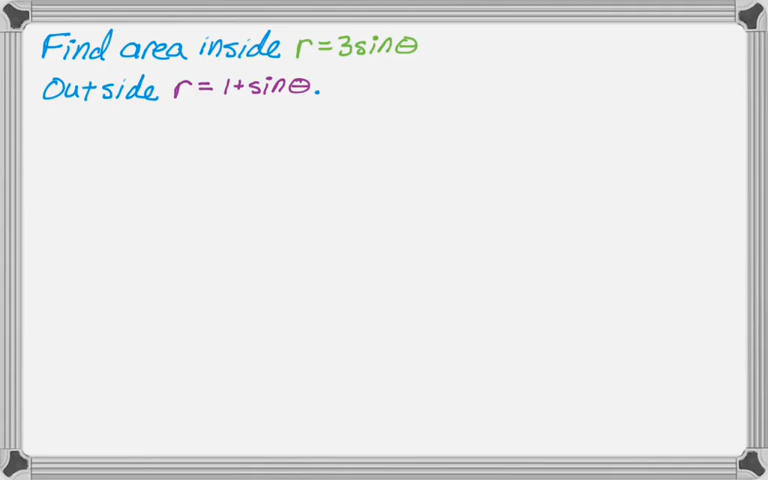 Find area inside r=3sinθ
Outside r=1+sinθ.